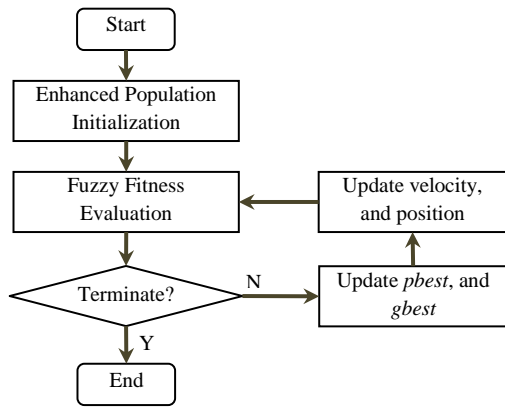 Start
Enhanced Population
Initialization
Fuzzy Fitness
Evaluation
Update velocity,
and position
Terminate?
N
Update pbest, and
gbest
Y
End